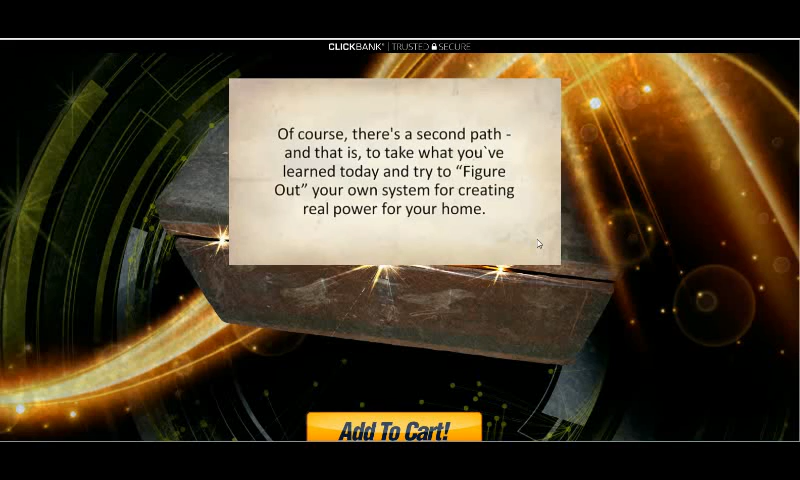 CLICKBANK® | TRUSTED SECURE
Of course, there's a second path -
and that is, to take what you`ve
learned today and try to “Figure
Out” your own system for creating
real power for your home.
Add To Cart!